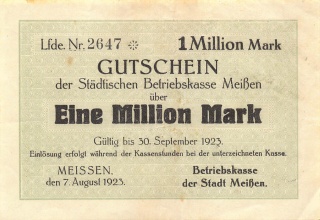 Lfde. Nr. 2647 ※ 1 Million Mark
GUTSCHEIN
der Städtischen Betriebskasse Meißen
über
Eine Million Mark
Gültig bis 30. September 1923.
Einlösung erfolgt während der Kassenstunden bei der unterzeichneten Kasse.
MEISSEN, Betriebskasse
den 7. August 1923. der Stadt Meißen.